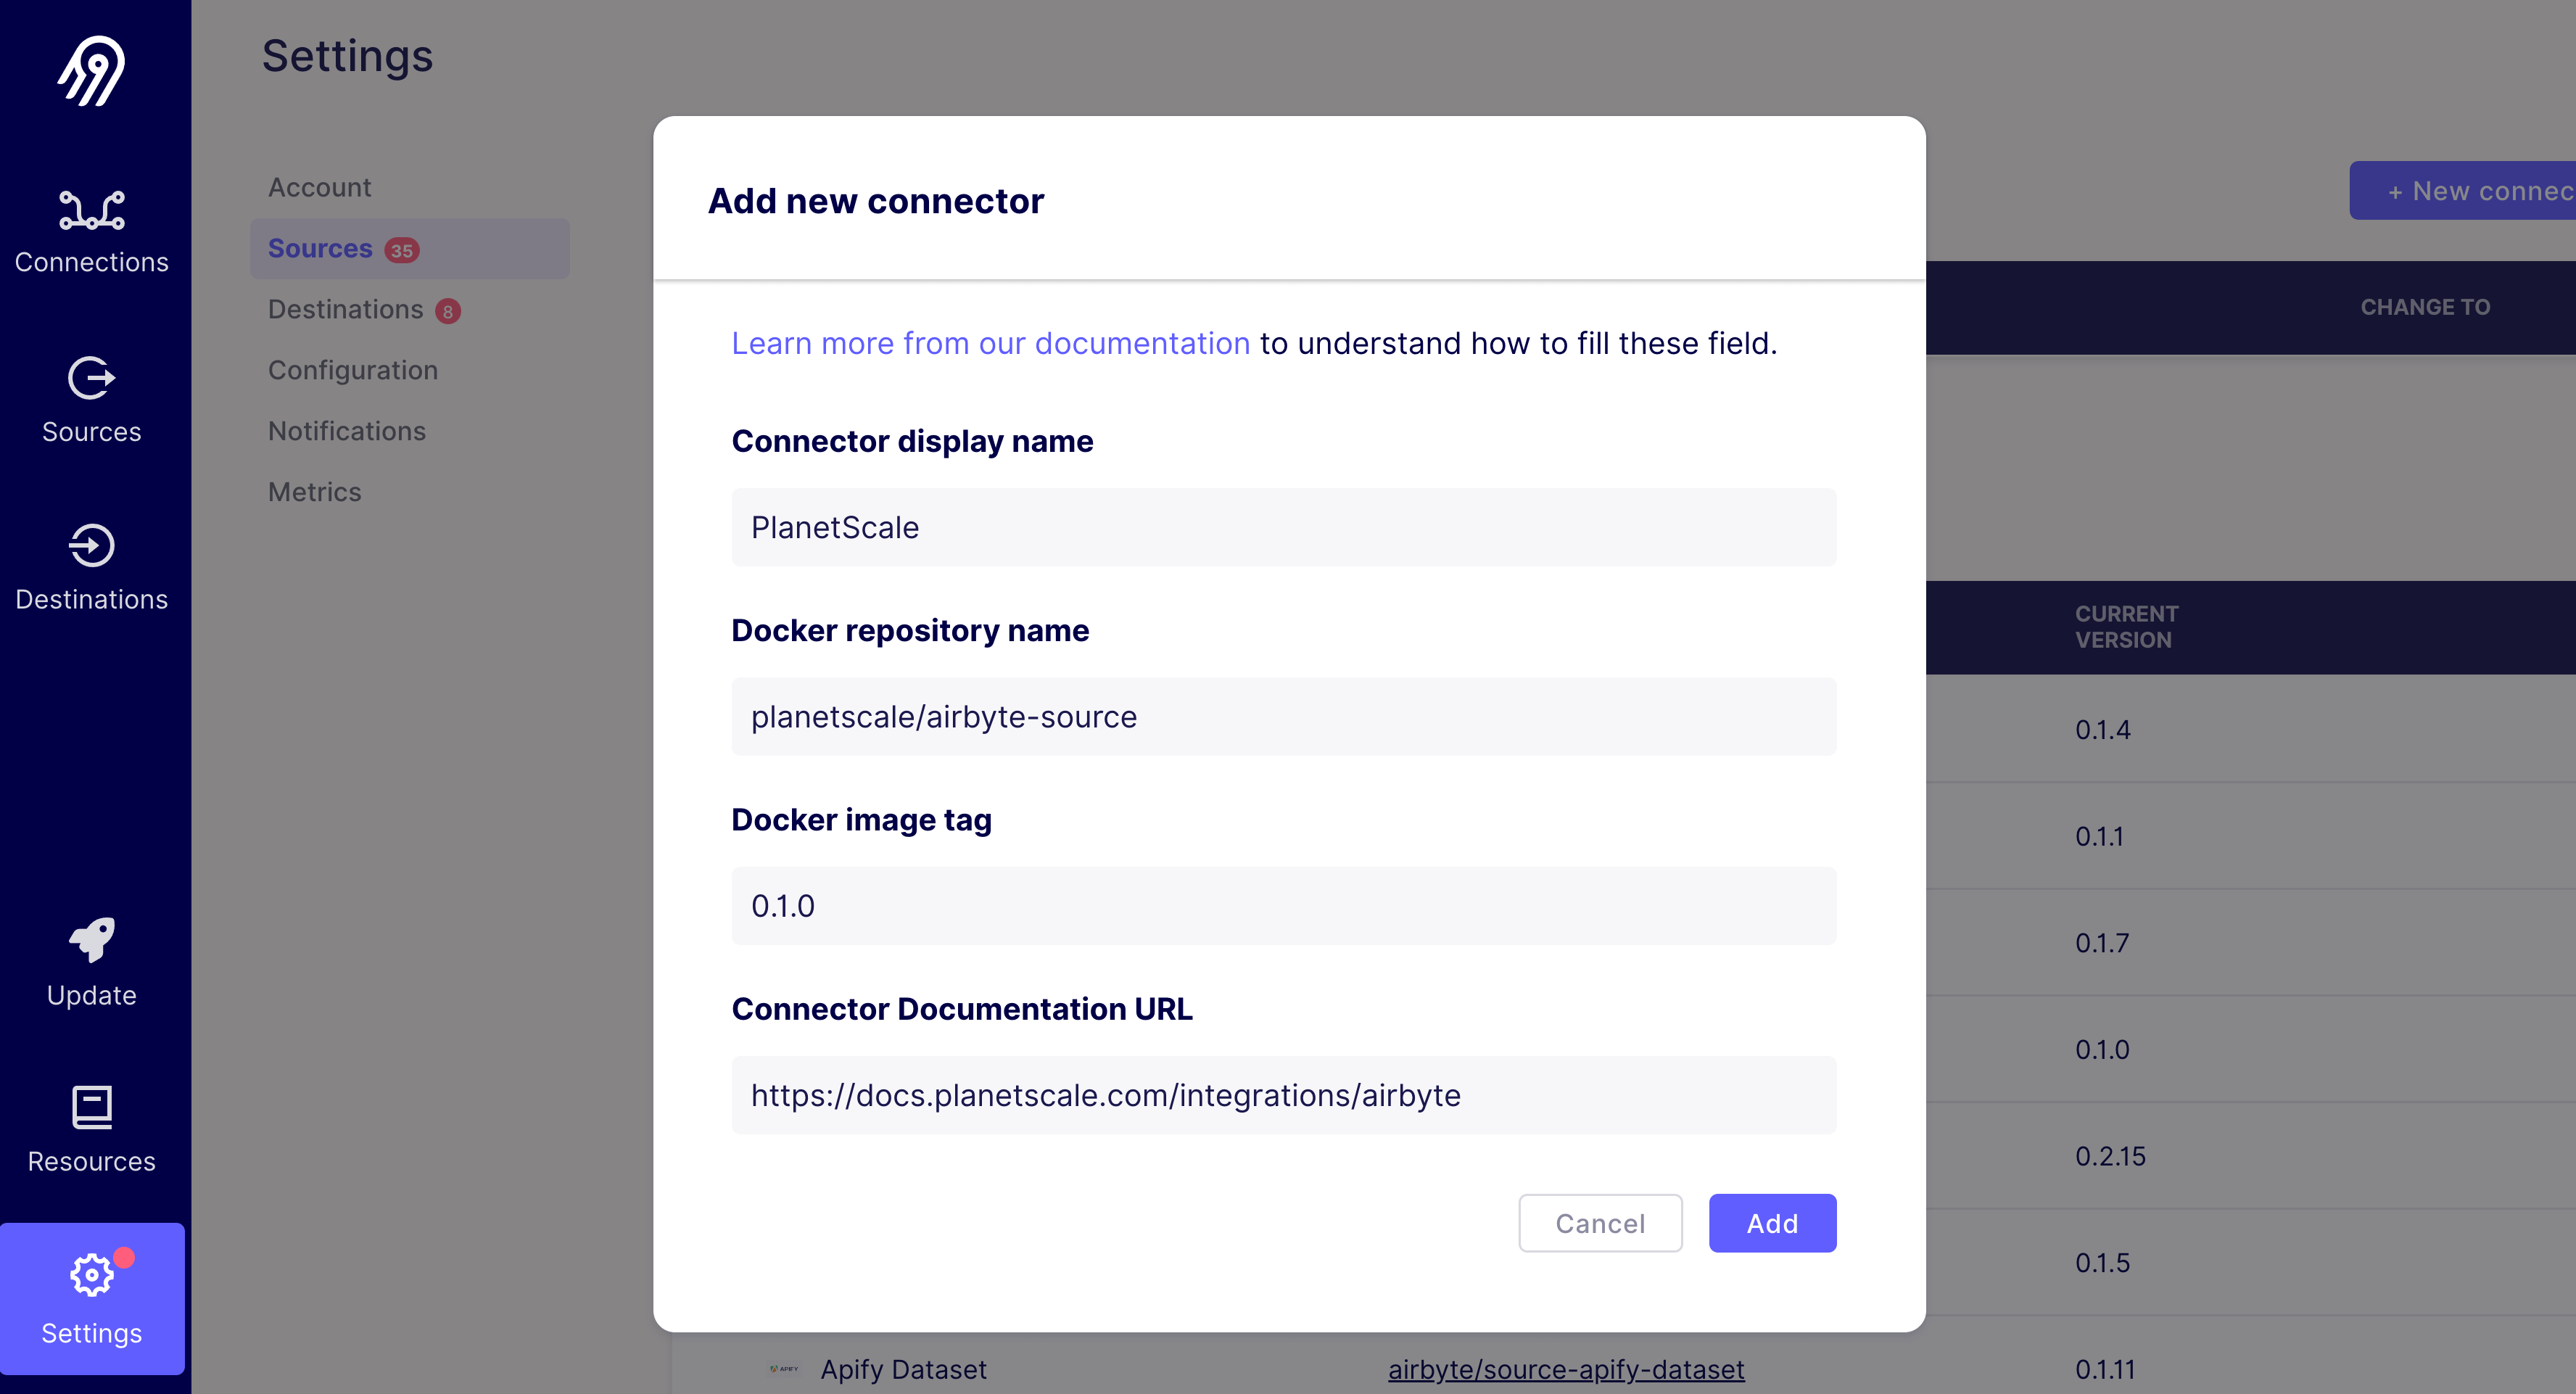 Settings
Connections
Sources
Destinations
Update
Resources
Settings
Account
Sources 35
Destinations 8
Configuration
Notifications
Metrics
Add new connector
Learn more from our documentation to understand how to fill these field.
Connector display name
PlanetScale
Docker repository name
planetscale/airbyte-source
Docker image tag
0.1.0
Connector Documentation URL
https://docs.planetscale.com/integrations/airbyte
Cancel
Add
+ New connec
CHANGE TO
CURRENT
VERSION
0.1.4
0.1.1
0.1.7
0.1.0
0.2.15
0.1.5
APIFY Apify Dataset airbyte/source-apify-dataset 0.1.11